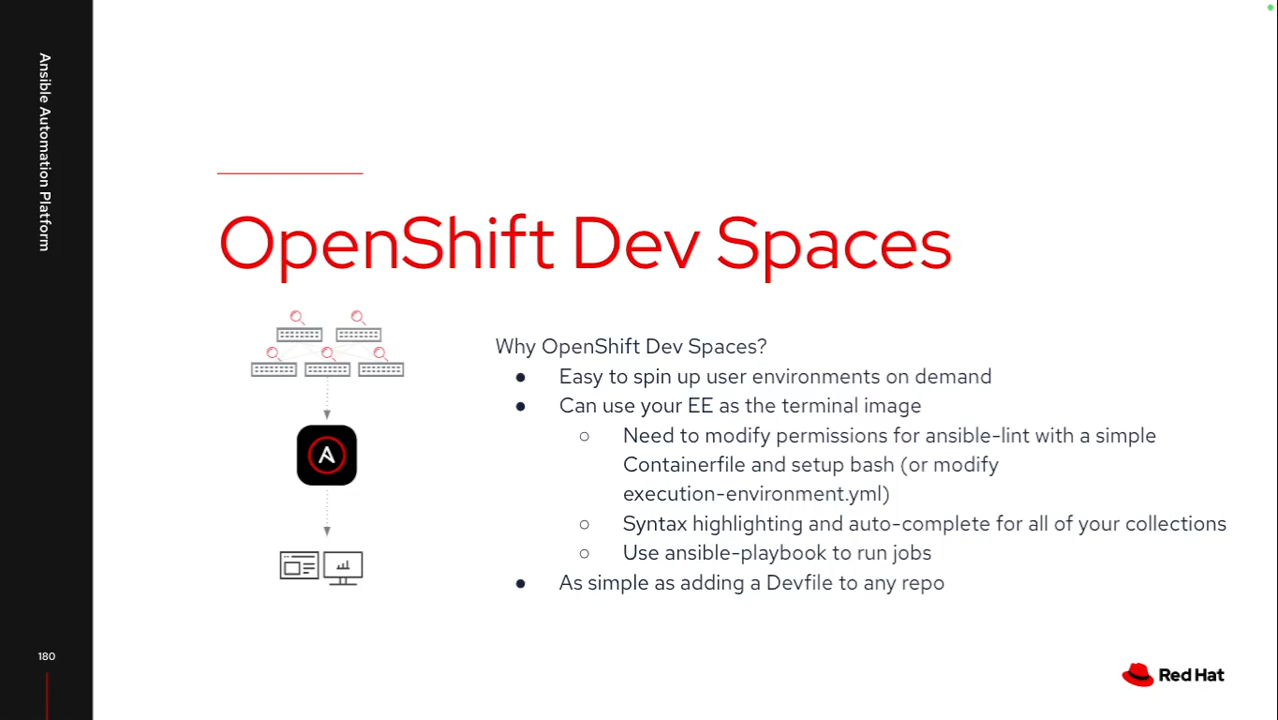 Ansible Automation Platform
OpenShift Dev Spaces
Why OpenShift Dev Spaces?
● Easy to spin up user environments on demand
● Can use your EE as the terminal image
○ Need to modify permissions for ansible-lint with a simple
Containerfile and setup bash (or modify
execution-environment.yml)
○ Syntax highlighting and auto-complete for all of your collections
○ Use ansible-playbook to run jobs
● As simple as adding a Devfile to any repo
A
180
Red Hat